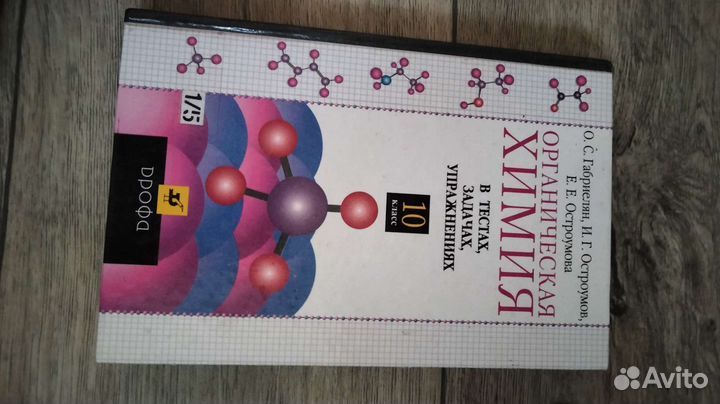 О. С. Габриелян, И. Г. Остроумов,
Е. Е. Остроумова
ОРГАНИЧЕСКАЯ
ХИМИЯ
В ТЕСТАХ,
ЗАДАЧАХ,
УПРАЖНЕНИЯХ
10
класс
1/5
дрофа
Avito